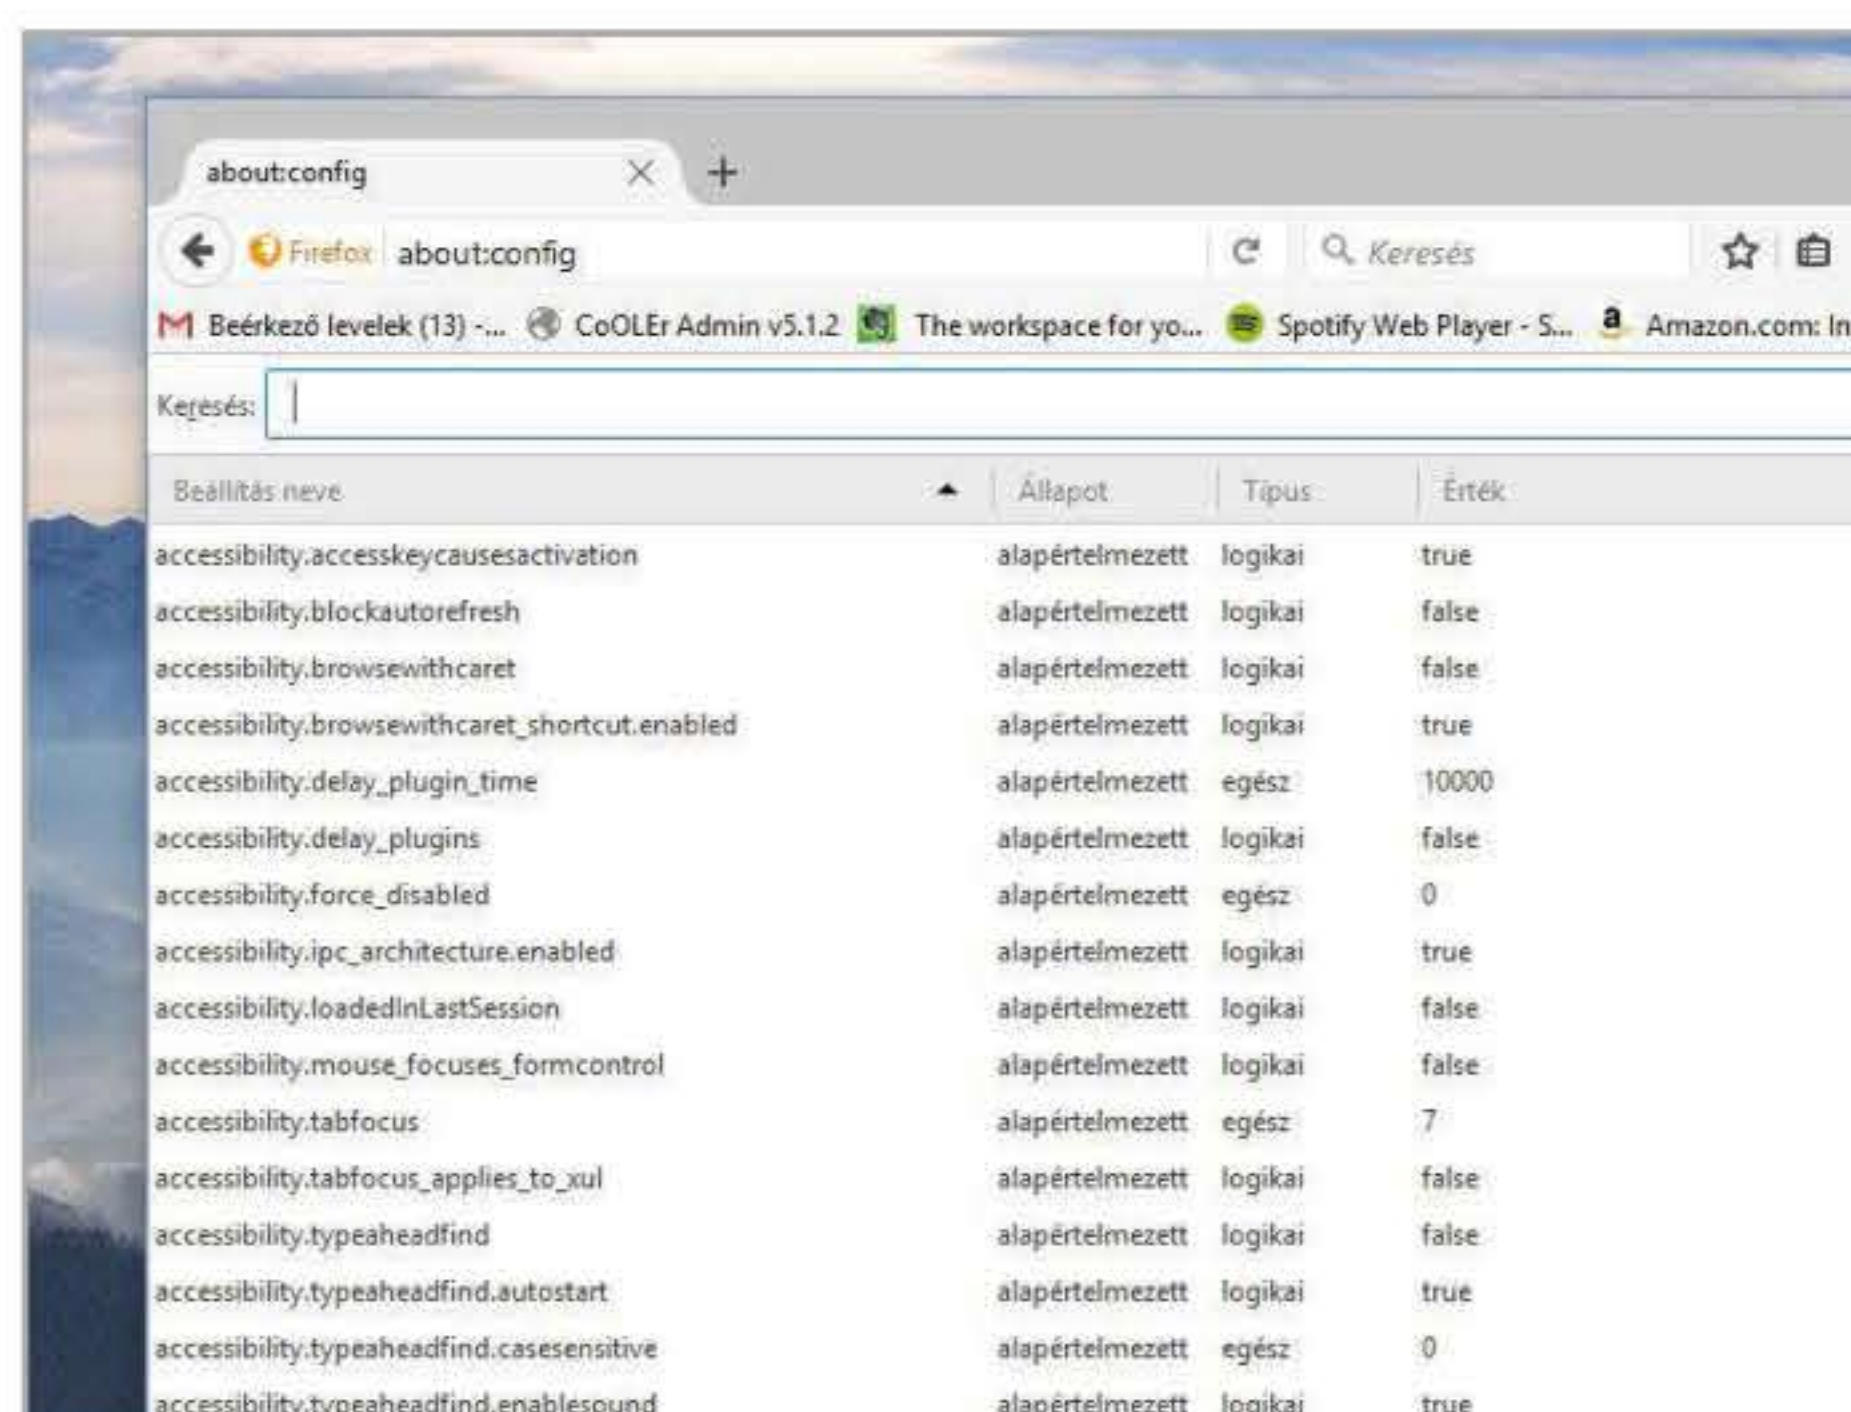 about:config
Firefox about:config Keresés
Beérkező levelek (13) -... CoOLEr Admin v5.1.2 The workspace for yo... Spotify Web Player - S... Amazon.com: In
Keresés:
Beállítás neve Állapot Típus Érték
accessibility.accesskeycausesactivation alapértelmezett logikai true
accessibility.blockautorefresh alapértelmezett logikai false
accessibility.browsewithcaret alapértelmezett logikai false
accessibility.browsewithcaret_shortcut.enabled alapértelmezett logikai true
accessibility.delay_plugin_time alapértelmezett egész 10000
accessibility.delay_plugins alapértelmezett logikai false
accessibility.force_disabled alapértelmezett egész 0
accessibility.ipc_architecture.enabled alapértelmezett logikai true
accessibility.loadedInLastSession alapértelmezett logikai false
accessibility.mouse_focuses_formcontrol alapértelmezett logikai false
accessibility.tabfocus alapértelmezett egész 7
accessibility.tabfocus_applies_to_xul alapértelmezett logikai false
accessibility.typeaheadfind alapértelmezett logikai false
accessibility.typeaheadfind.autostart alapértelmezett logikai true
accessibility.typeaheadfind.casesensitive alapértelmezett egész 0
accessibility.typeaheadfind.enablesound alapértelmezett logikai true